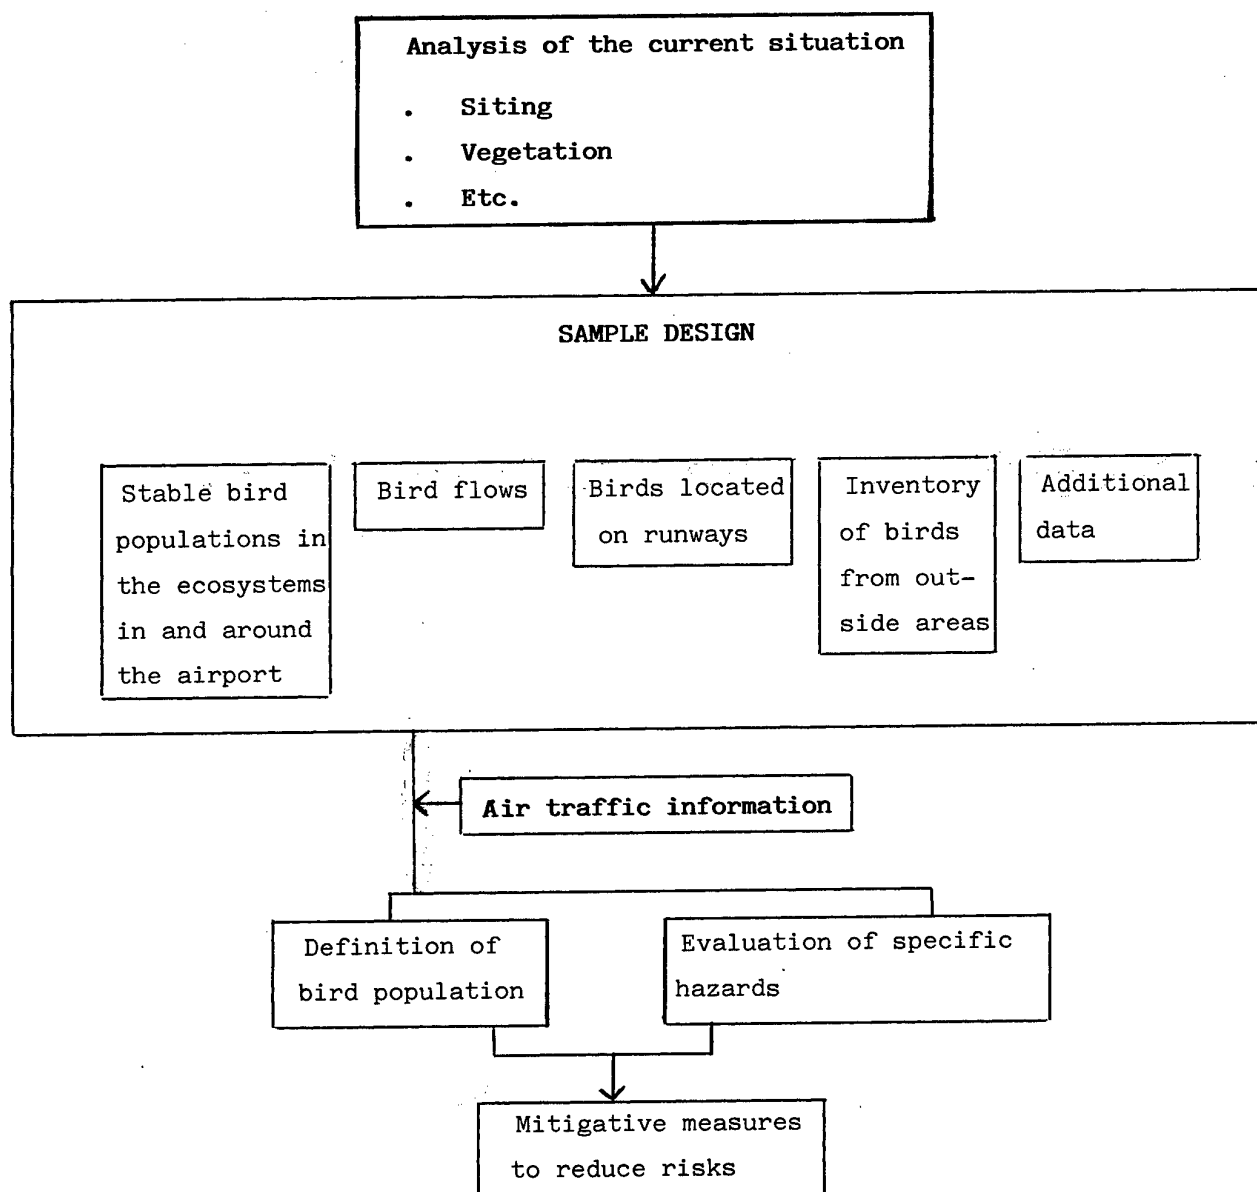 Analysis of the current situation
. Siting
. Vegetation
. Etc.
SAMPLE DESIGN
Stable bird
populations in
the ecosystems
in and around
the airport
Bird flows
Birds located
on runways
Inventory
of birds
from out-
side areas
Additional
data
Air traffic information
Definition of
bird population
Evaluation of specific
hazards
Mitigative measures
to reduce risks